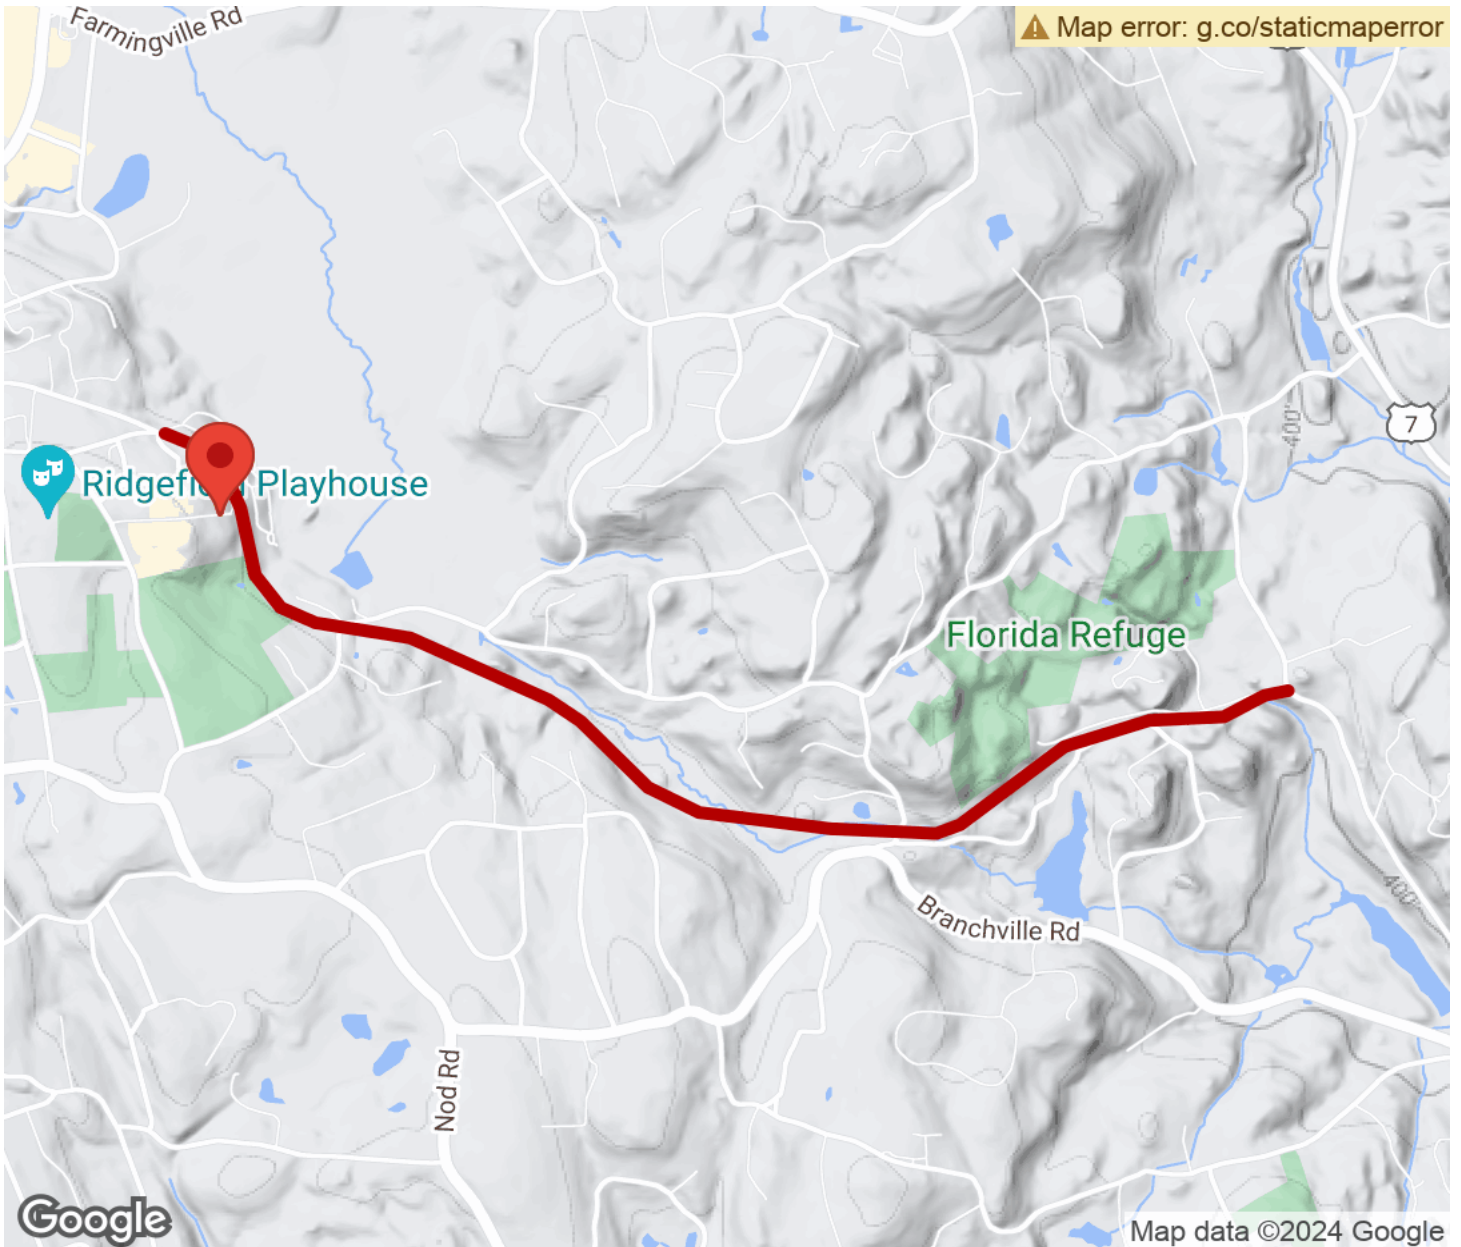 Farmingville Rd
Map error: g.co/staticmaperror
7
400'
Ridgefi Playhouse
Florida Refuge
400'
Branchville Rd
Nod Rd
Google
Map data ©2024 Google